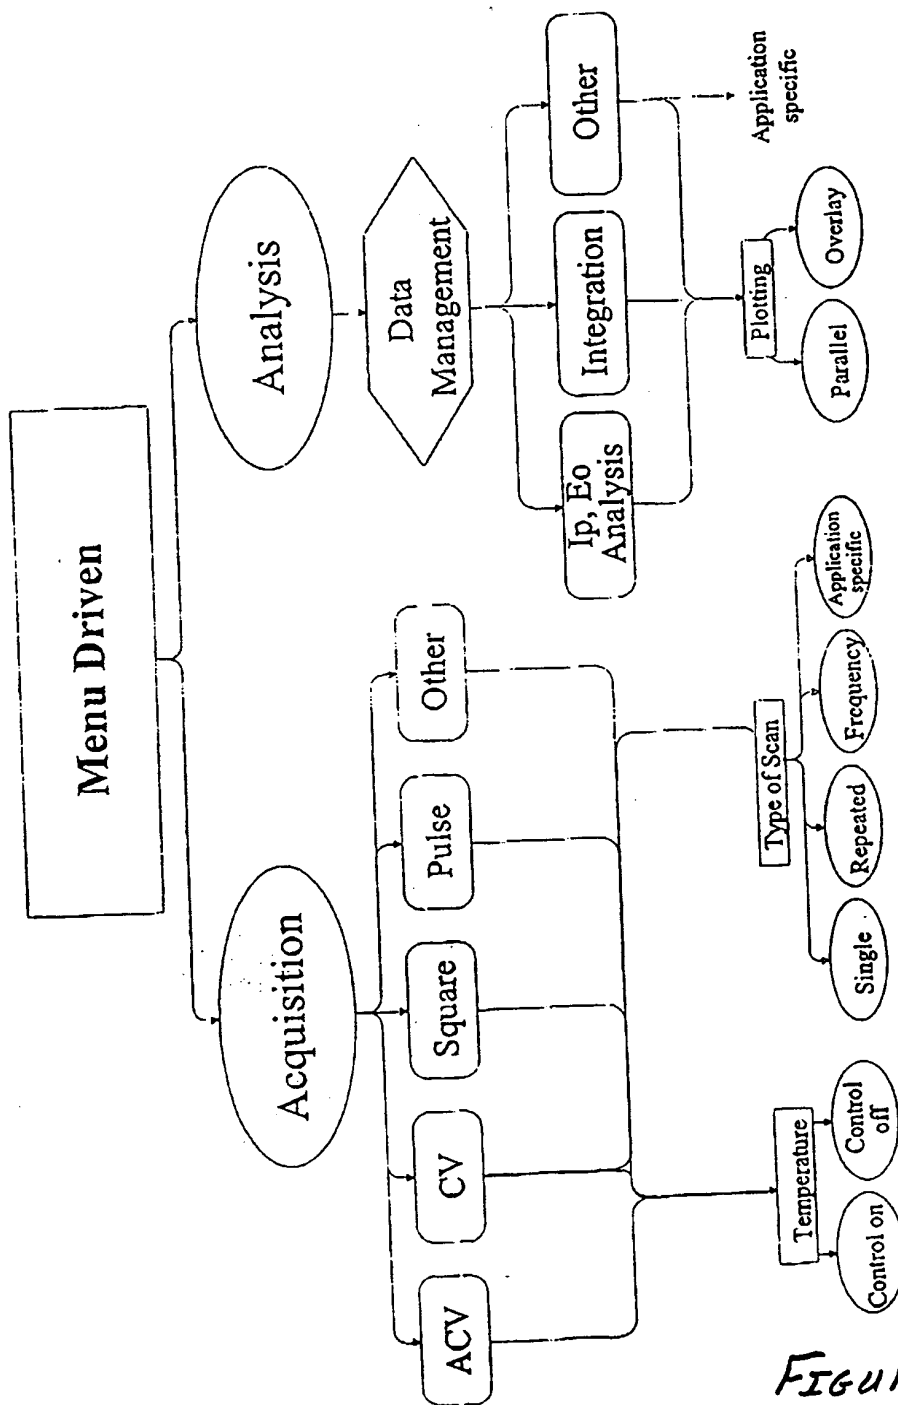 Menu Driven
Acquisition
Analysis
ACV
CV
Square
Pulse
Other
Data
Management
Ip, Eo
Analysis
Integration
Other
Temperature
Control on
Control
off
Type of Scan
Single
Repeated
Frequency
Application
specific
Plotting
Parallel
Overlay
Application
specific